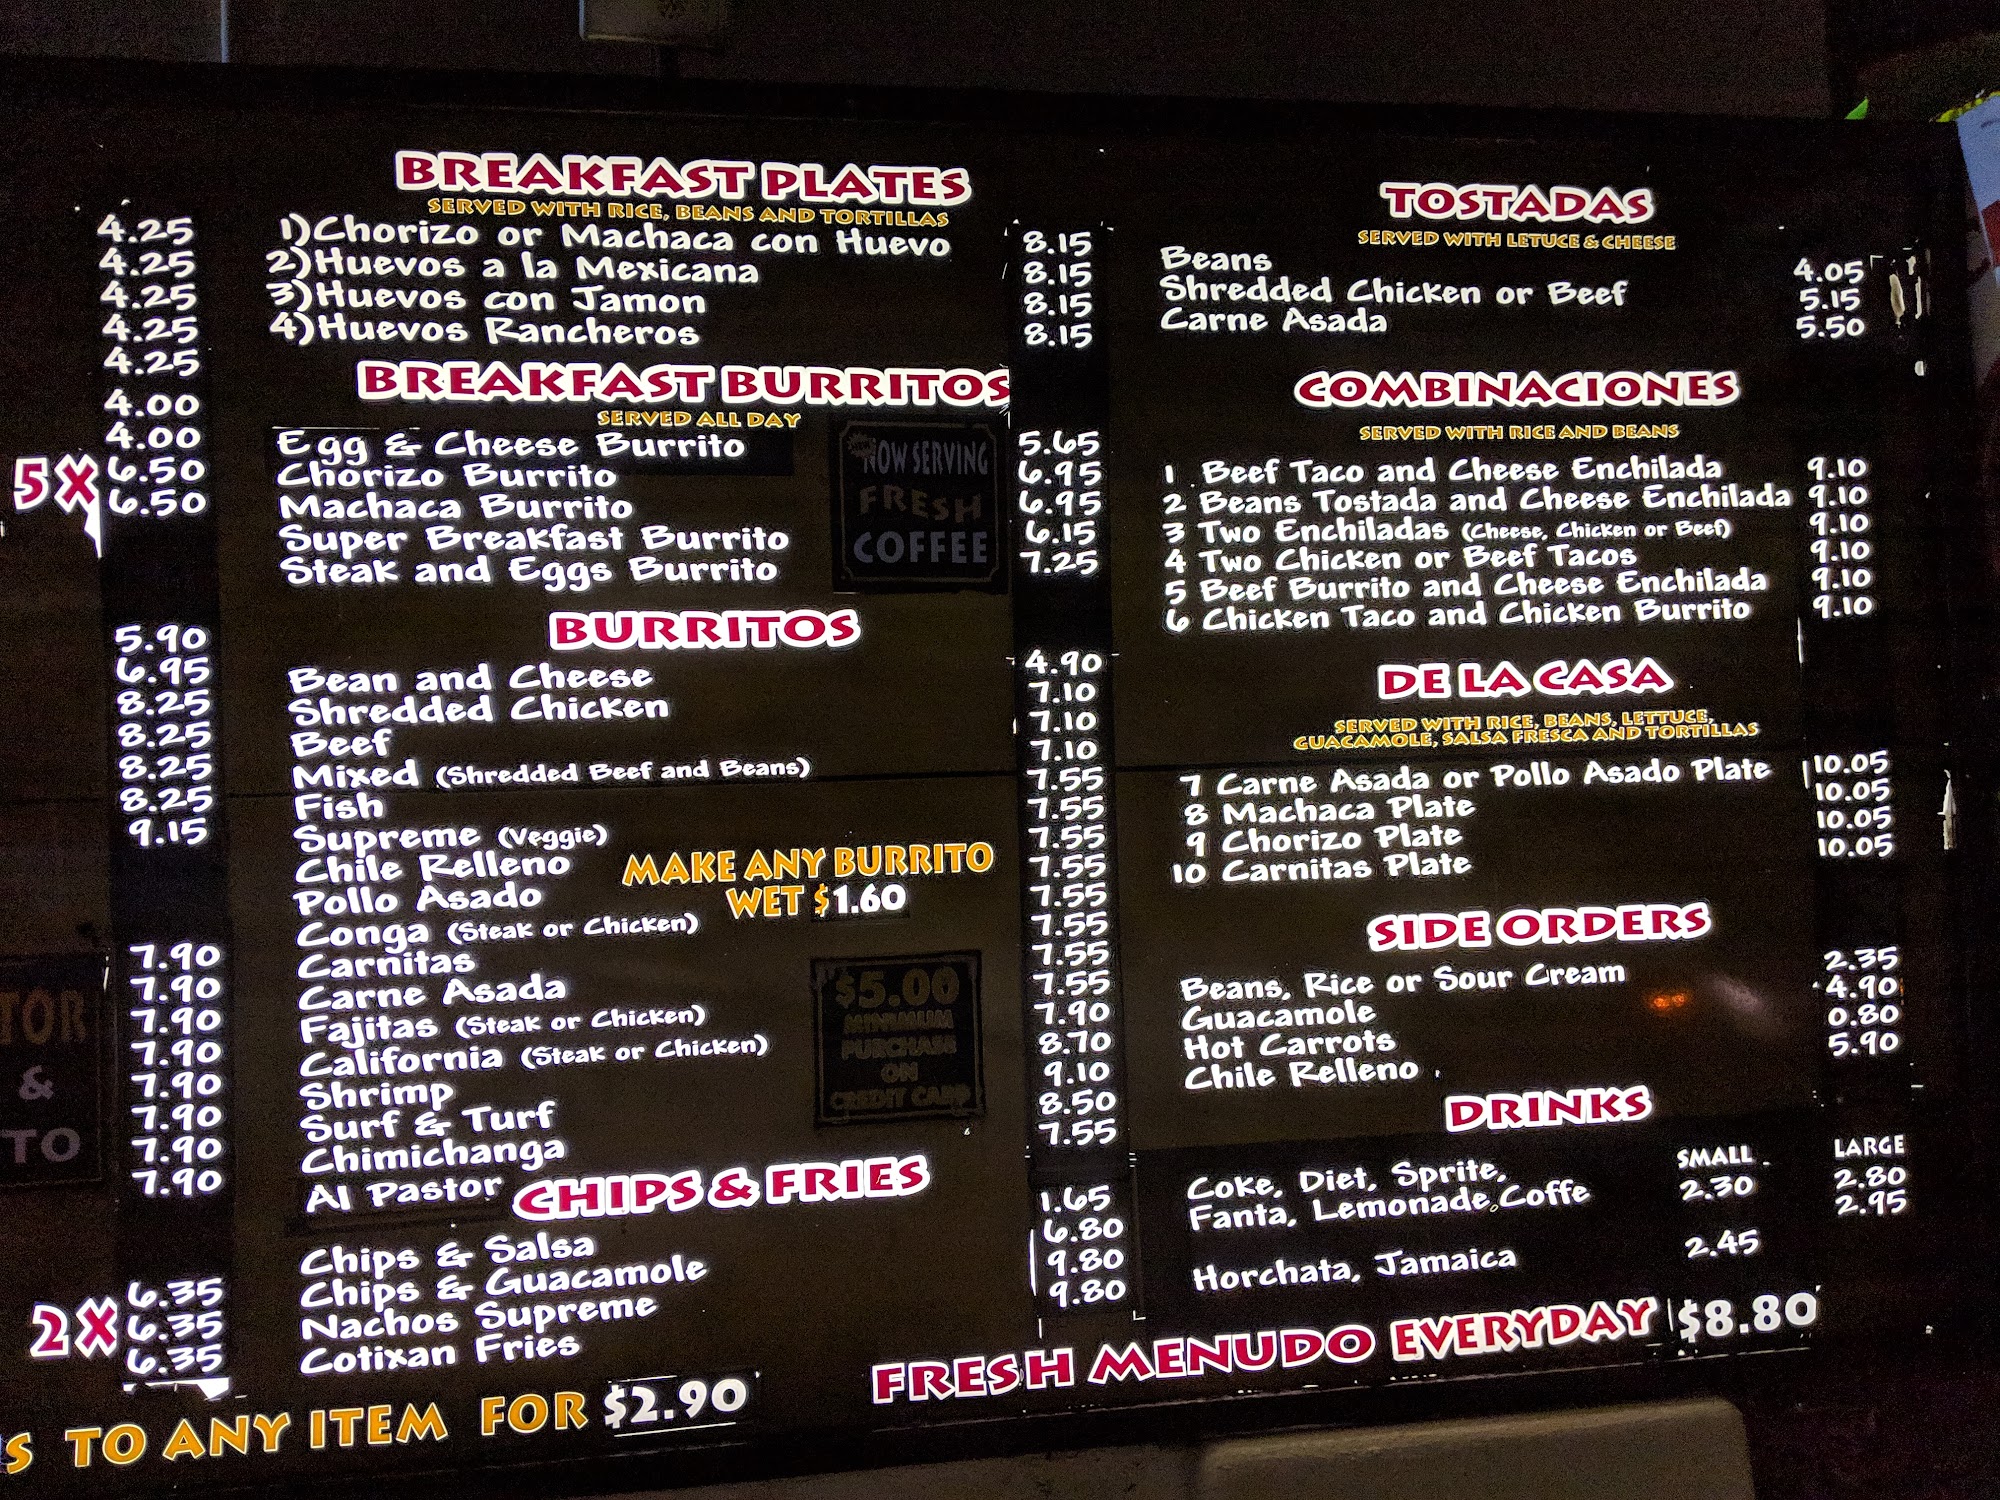 4.25
4.25
4.25
4.25
4.25
4.00
4.00
5X 6.50
6.50
5.90
6.95
8.25
8.25
8.25
8.25
9.15
7.90
7.90
7.90
7.90
7.90
7.90
7.90
7.90
6.35
2X 6.35
6.35
TOR
&
TO
BREAKFAST PLATES
SERVED WITH RICE, BEANS AND TORTILLAS
1)Chorizo or Machaca con Huevo 8.15
2)Huevos a la Mexicana 8.15
3)Huevos con Jamon 8.15
4)Huevos Rancheros 8.15
BREAKFAST BURRITOS
SERVED ALL DAY
Egg & Cheese Burrito 5.65
Chorizo Burrito 6.95
Machaca Burrito 6.95
Super Breakfast Burrito 6.15
Steak and Eggs Burrito 7.25
NOW SERVING
FRESH
COFFEE
BURRITOS
Bean and Cheese 4.90
Shredded Chicken 7.10
Beef 7.10
Mixed (Shredded Beef and Beans) 7.10
Fish 7.55
Supreme (Veggie) 7.55
Chile Relleno 7.55
Pollo Asado 7.55
Conga (Steak or Chicken) 7.55
Carnitas 7.55
Carne Asada 7.55
Fajitas (Steak or Chicken) 7.55
California (Steak or Chicken) 7.90
Shrimp 8.70
Surf & Turf 9.10
Chimichanga 8.50
Al Pastor 7.55
MAKE ANY BURRITO
WET $1.60
$5.00
MINIMUM
PURCHASE
ON
CREDIT CARD
CHIPS & FRIES
Chips & Salsa 1.65
Chips & Guacamole 6.80
Nachos Supreme 9.80
Cotixan Fries 9.80
S TO ANY ITEM FOR $2.90
TOSTADAS
SERVED WITH LETUCE & CHEESE
Beans 4.05
Shredded Chicken or Beef 5.15
Carne Asada 5.50
COMBINACIONES
SERVED WITH RICE AND BEANS
1 Beef Taco and Cheese Enchilada 9.10
2 Beans Tostada and Cheese Enchilada 9.10
3 Two Enchiladas (Cheese, Chicken or Beef) 9.10
4 Two Chicken or Beef Tacos 9.10
5 Beef Burrito and Cheese Enchilada 9.10
6 Chicken Taco and Chicken Burrito 9.10
DE LA CASA
SERVED WITH RICE, BEANS, LETTUCE,
GUACAMOLE, SALSA FRESCA AND TORTILLAS
7 Carne Asada or Pollo Asado Plate 10.05
8 Machaca Plate 10.05
9 Chorizo Plate 10.05
10 Carnitas Plate 10.05
SIDE ORDERS
Beans, Rice or Sour Cream 2.35
Guacamole 4.90
Hot Carrots 0.80
Chile Relleno 5.90
DRINKS
SMALL LARGE
Coke, Diet, Sprite, 2.30 2.80
Fanta, Lemonade,Coffe 2.95
Horchata, Jamaica 2.45
FRESH MENUDO EVERYDAY $8.80